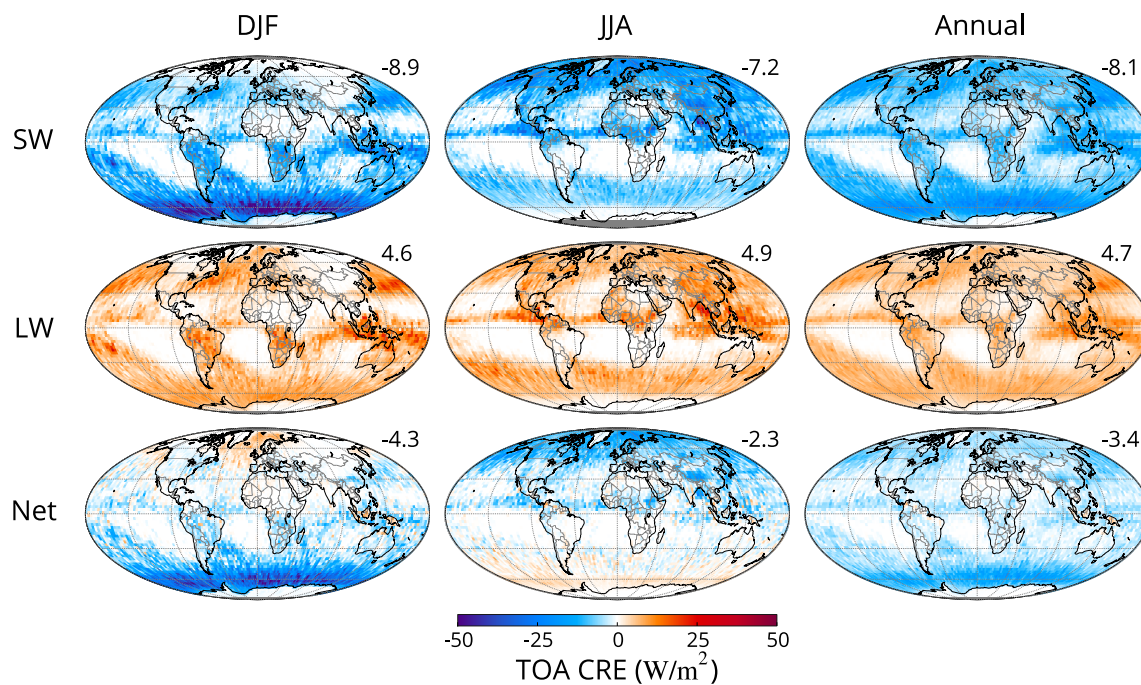 DJF JJA Annual
SW -8.9 -7.2 -8.1
LW 4.6 4.9 4.7
Net -4.3 -2.3 -3.4
-50 -25 0 25 50
TOA CRE (W/m²)